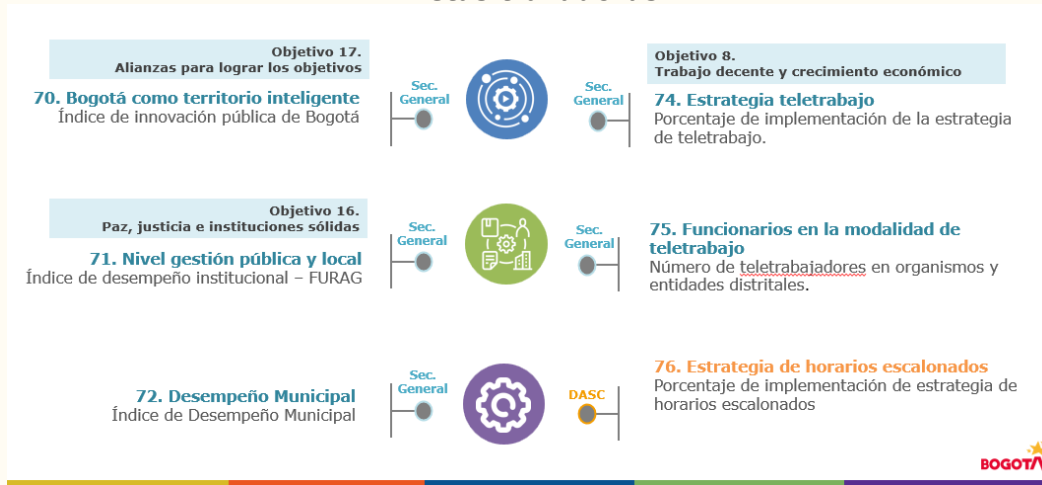 Objetivo 17.
Alianzas para lograr los objetivos
70. Bogotá como territorio inteligente
Índice de innovación pública de Bogotá
Sec.
General
Sec.
General
Objetivo 8.
Trabajo decente y crecimiento económico
74. Estrategia teletrabajo
Porcentaje de implementación de la estrategia
de teletrabajo.
Objetivo 16.
Paz, justicia e instituciones sólidas
71. Nivel gestión pública y local
Índice de desempeño institucional – FURAG
Sec.
General
Sec.
General
75. Funcionarios en la modalidad de
teletrabajo
Número de teletrabajadores en organismos y
entidades distritales.
72. Desempeño Municipal
Índice de Desempeño Municipal
Sec.
General
DASC
76. Estrategia de horarios escalonados
Porcentaje de implementación de estrategia de
horarios escalonados
BOGOTÁ